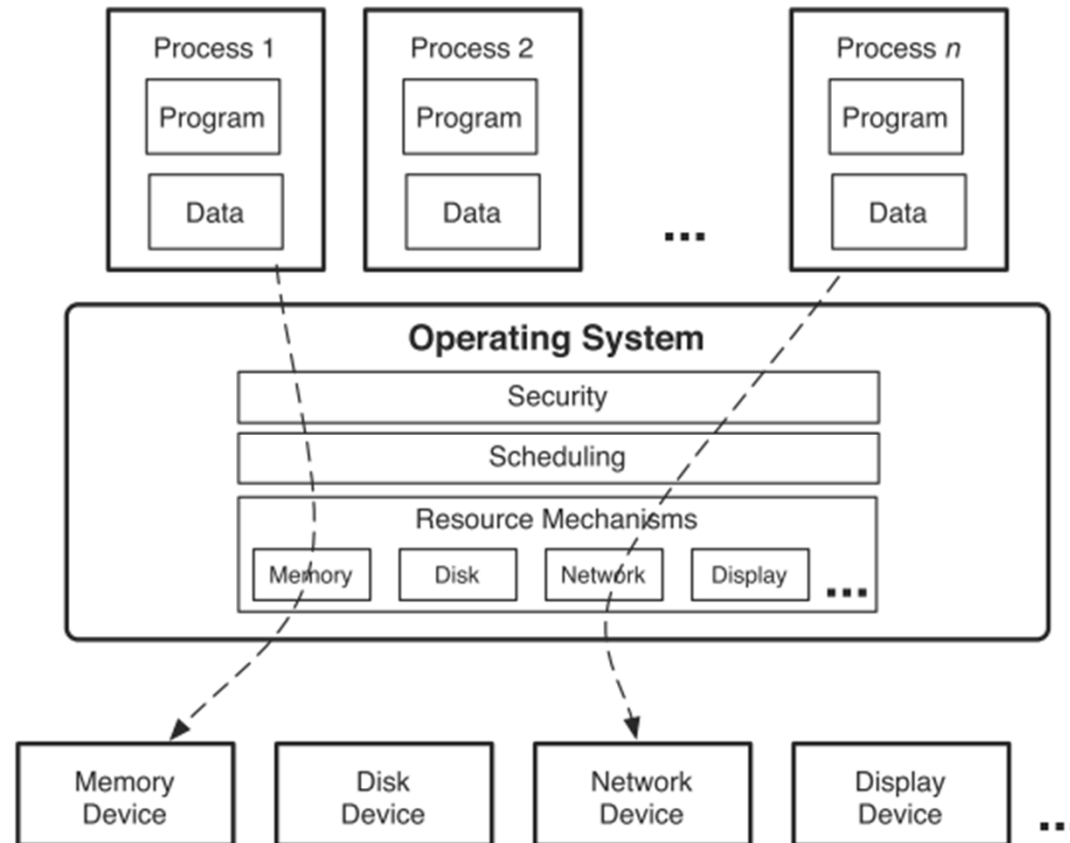 Process 1
Process 2
Process n
Program
Program
Program
Data
Data
Data
...
Operating System
Security
Scheduling
Resource Mechanisms
Memory
Disk
Network
Display
...
Memory
Device
Disk
Device
Network
Device
Display
Device
...